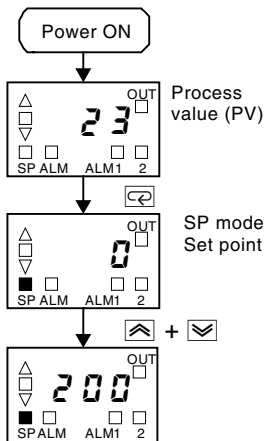 Power ON
OUT
Process
value (PV)
23
SP ALM ALM1 2
OUT
SP mode
Set point
0
SP ALM ALM1 2
+
OUT
200
SP ALM ALM1 2